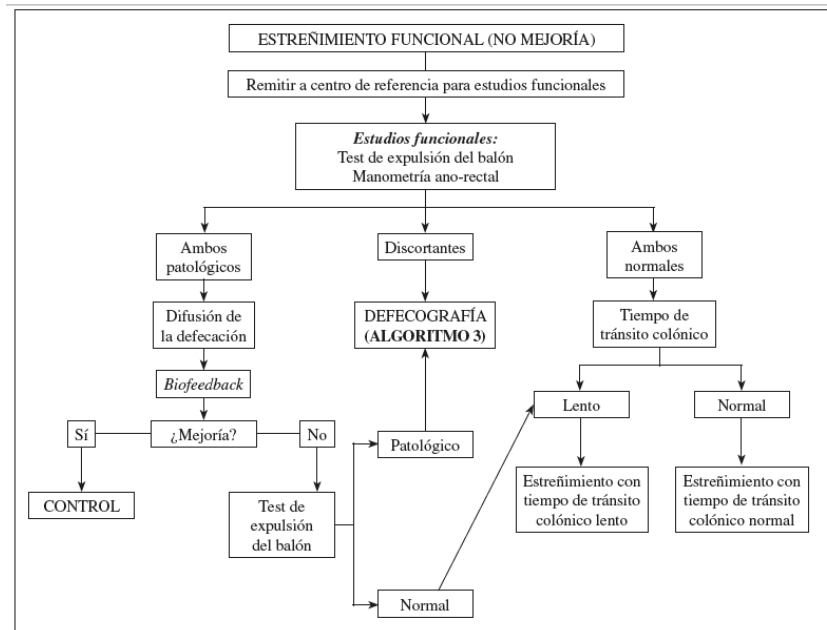 ESTREÑIMIENTO FUNCIONAL (NO MEJORÍA)
Remitir a centro de referencia para estudios funcionales
Estudios funcionales:
Test de expulsión del balón
Manometría ano-rectal
Ambos
patológicos
Discortantes
Ambos
normales
Difusión de
la defecación
DEFECOGRAFÍA
(ALGORITMO 3)
Tiempo de
tránsito colónico
Biofeedback
Lento
Normal
Sí
¿Mejoría?
No
Patológico
CONTROL
Test de
expulsión
del balón
Estreñimiento con
tiempo de tránsito
colónico lento
Estreñimiento con
tiempo de tránsito
colónico normal
Normal